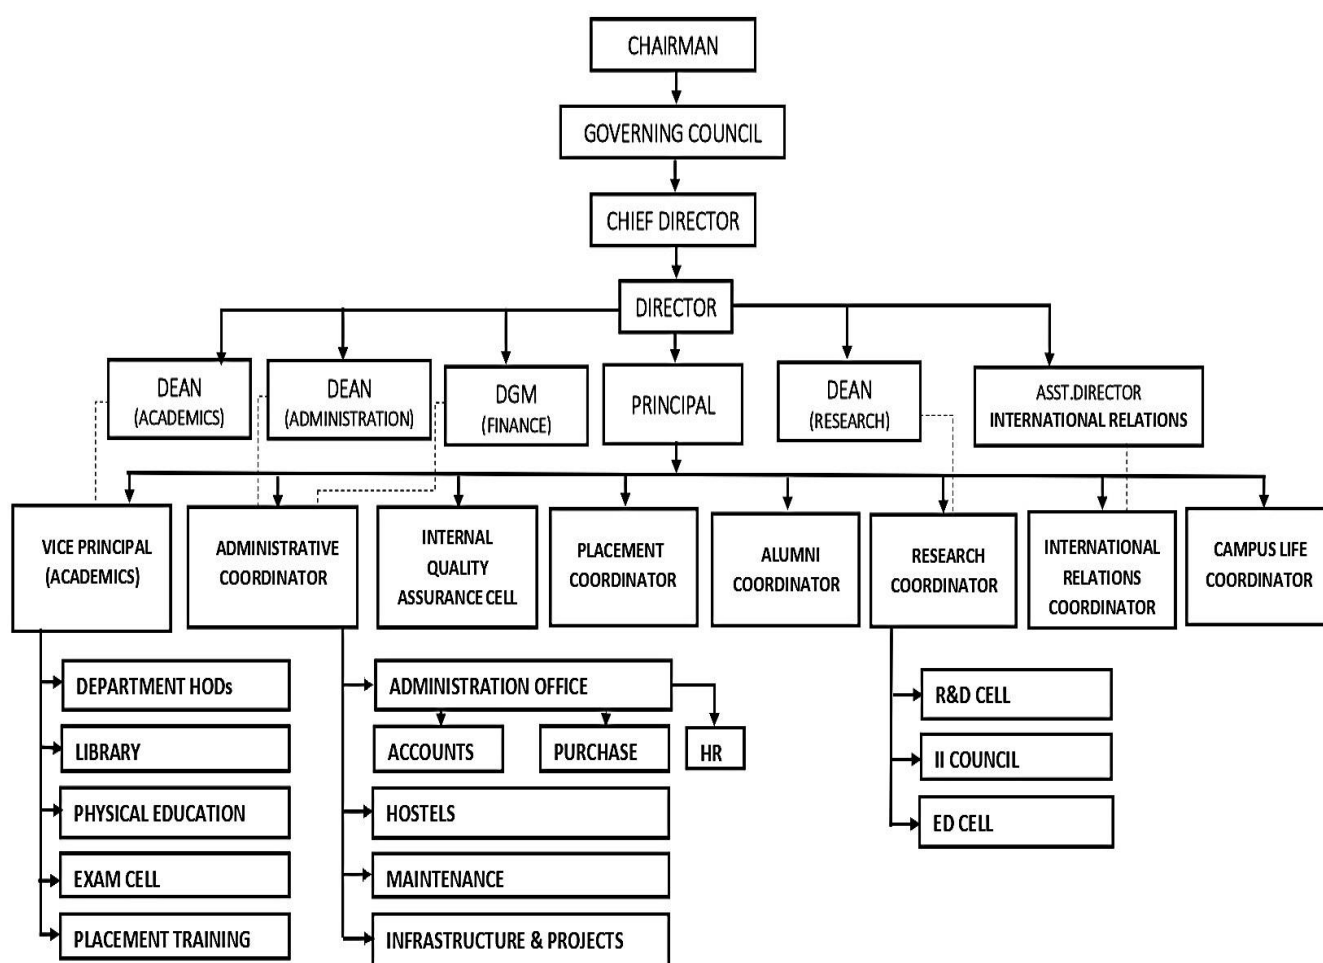 CHAIRMAN
GOVERNING COUNCIL
CHIEF DIRECTOR
DIRECTOR
DEAN
(ACADEMICS)
DEAN
(ADMINISTRATION)
DGM
(FINANCE)
PRINCIPAL
DEAN
(RESEARCH)
ASST.DIRECTOR
INTERNATIONAL RELATIONS
VICE PRINCIPAL
(ACADEMICS)
ADMINISTRATIVE
COORDINATOR
INTERNAL
QUALITY
ASSURANCE CELL
PLACEMENT
COORDINATOR
ALUMNI
COORDINATOR
RESEARCH
COORDINATOR
INTERNATIONAL
RELATIONS
COORDINATOR
CAMPUS LIFE
COORDINATOR
DEPARTMENT HODs
LIBRARY
PHYSICAL EDUCATION
EXAM CELL
PLACEMENT TRAINING
ADMINISTRATION OFFICE
ACCOUNTS
PURCHASE
HR
HOSTELS
MAINTENANCE
INFRASTRUCTURE & PROJECTS
R&D CELL
II COUNCIL
ED CELL